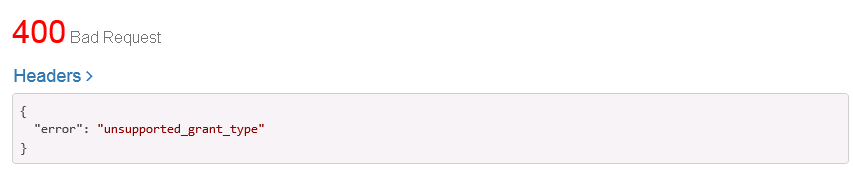 400 Bad Request
Headers >
{
"error": "unsupported_grant_type"
}